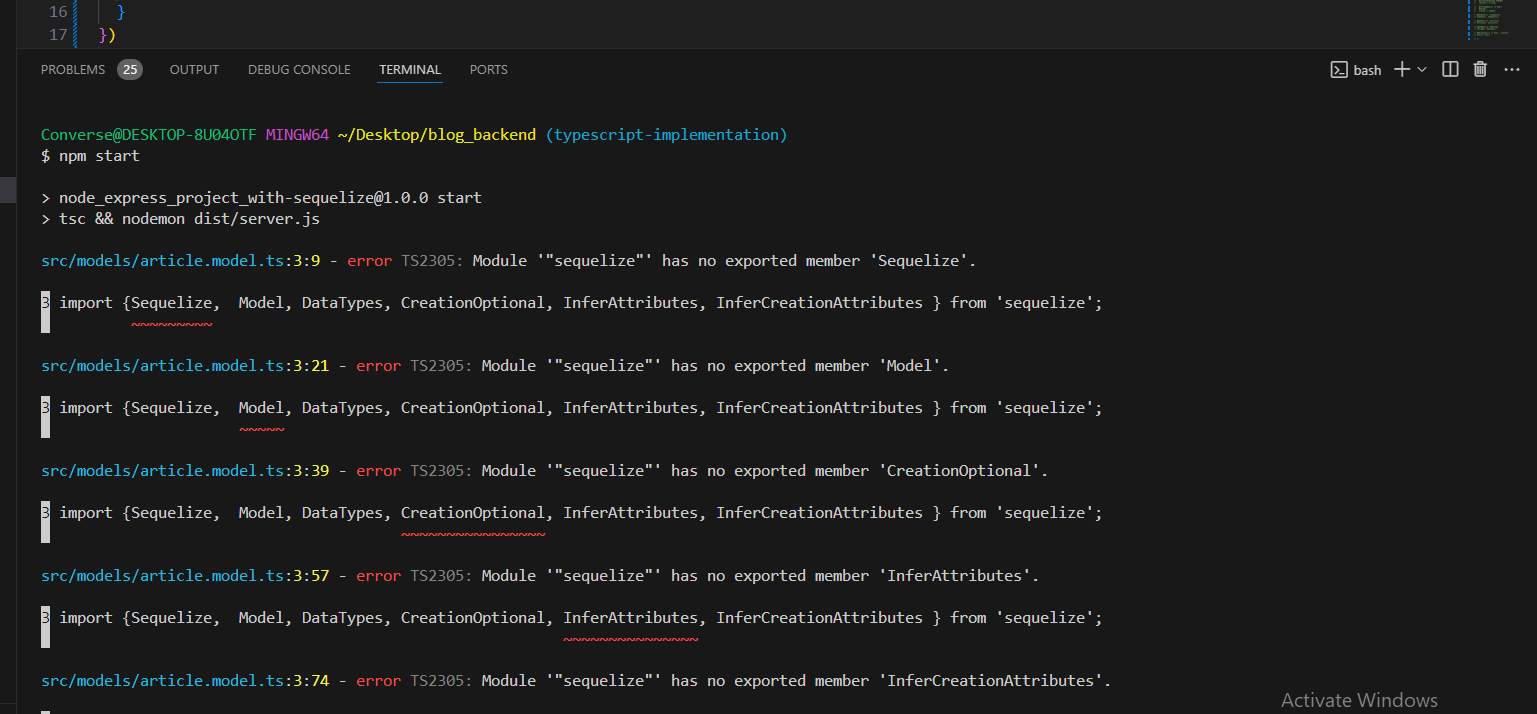 16 }
17 })
PROBLEMS 25 OUTPUT DEBUG CONSOLE TERMINAL PORTS bash
Converse@DESKTOP-8U04OTF MINGW64 ~/Desktop/blog_backend (typescript-implementation)
$ npm start
> node_express_project_with-sequelize@1.0.0 start
> tsc && nodemon dist/server.js
src/models/article.model.ts:3:9 - error TS2305: Module '"sequelize"' has no exported member 'Sequelize'.
3 import {Sequelize,  Model, DataTypes, CreationOptional, InferAttributes, InferCreationAttributes } from 'sequelize';
~~~~~~~~~
src/models/article.model.ts:3:21 - error TS2305: Module '"sequelize"' has no exported member 'Model'.
3 import {Sequelize,  Model, DataTypes, CreationOptional, InferAttributes, InferCreationAttributes } from 'sequelize';
~~~~~
src/models/article.model.ts:3:39 - error TS2305: Module '"sequelize"' has no exported member 'CreationOptional'.
3 import {Sequelize,  Model, DataTypes, CreationOptional, InferAttributes, InferCreationAttributes } from 'sequelize';
~~~~~~~~~~~~~~~~
src/models/article.model.ts:3:57 - error TS2305: Module '"sequelize"' has no exported member 'InferAttributes'.
3 import {Sequelize,  Model, DataTypes, CreationOptional, InferAttributes, InferCreationAttributes } from 'sequelize';
~~~~~~~~~~~~~~~
src/models/article.model.ts:3:74 - error TS2305: Module '"sequelize"' has no exported member 'InferCreationAttributes'.
Activate Windows